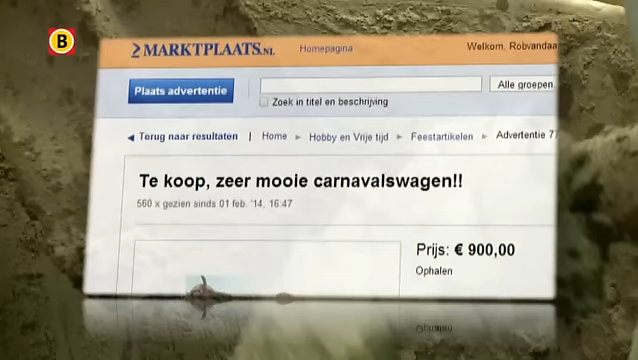 B
MARKTPLAATS.NL Homepagina Welkom, Robvandaa
Plaats advertentie Alle groepen
Zoek in titel en beschrijving
Terug naar resultaten | Home ► Hobby en Vrije tijd ► Feestartikelen ► Advertentie 77
Te koop, zeer mooie carnavalswagen!!
560 x gezien sinds 01 feb. '14, 16:47
Prijs: € 900,00
Ophalen